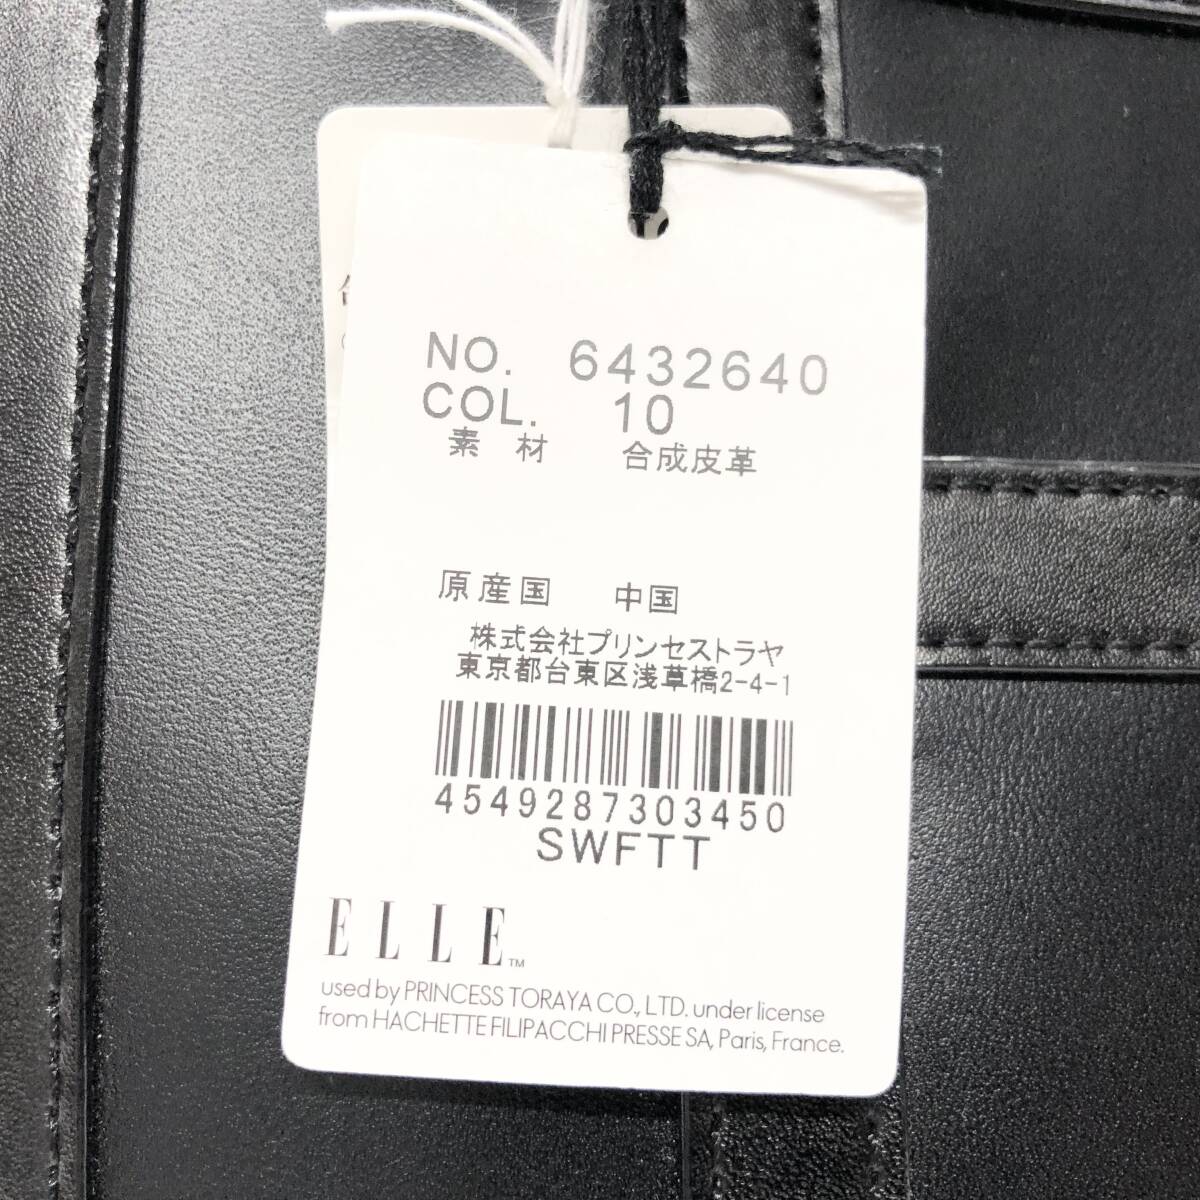 NO. 6432640
COL. 10
素 材 合成皮革
原産国 中国
株式会社プリンセストラヤ
東京都台東区浅草橋2-4-1
4549287303450
SWFTT
ELLE™
used by PRINCESS TORAYA CO., LTD. under license
from HACHETTE FILIPACCHI PRESSE SA, Paris, France.